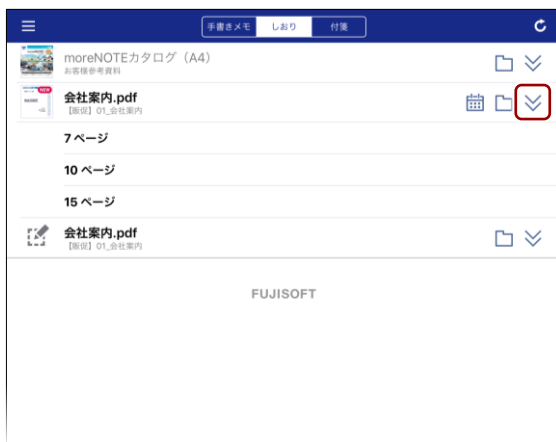 手書きメモ しおり 付箋
moreNOTEカタログ（A4）
お客様参考資料
NEW
会社案内.pdf
【販促】01_会社案内
7 ページ
10 ページ
15 ページ
会社案内.pdf
【販促】01_会社案内
FUJISOFT